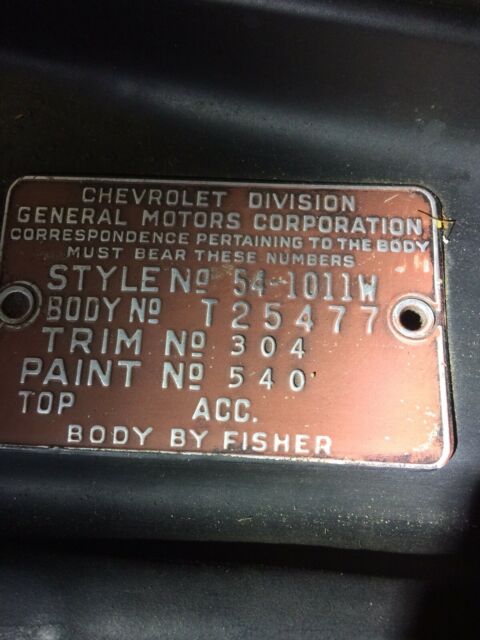 CHEVROLET DIVISION
GENERAL MOTORS CORPORATION
CORRESPONDENCE PERTAINING TO THE BODY
MUST BEAR THESE NUMBERS
STYLE Nº 54-1011W
BODY Nº T25477
TRIM Nº 304
PAINT Nº 540
TOP ACC.
BODY BY FISHER